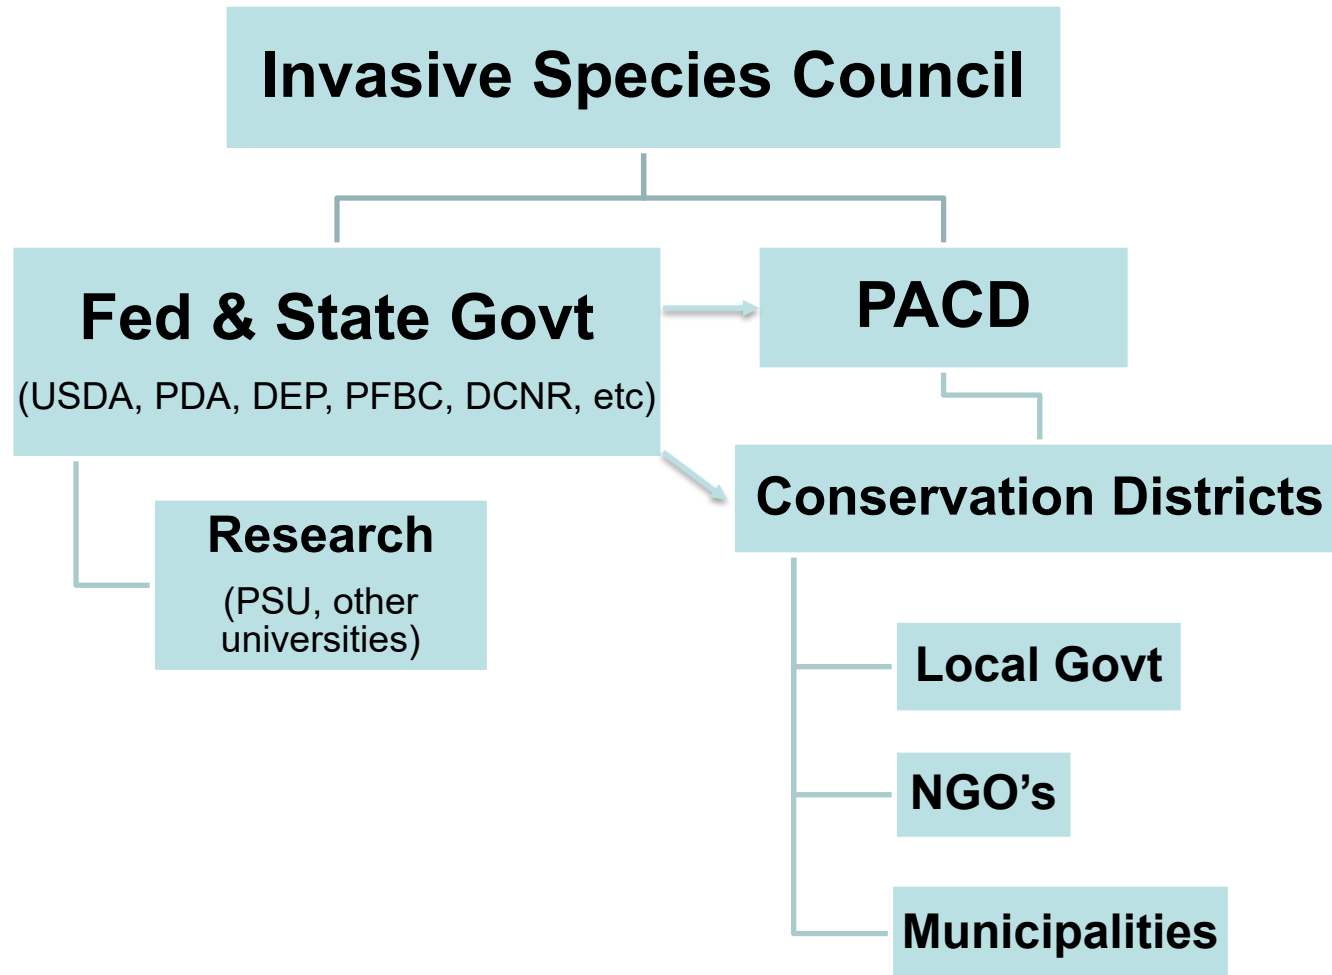 Invasive Species Council
Fed & State Govt
(USDA, PDA, DEP, PFBC, DCNR, etc)
PACD
Research
(PSU, other
universities)
Conservation Districts
Local Govt
NGO’s
Municipalities